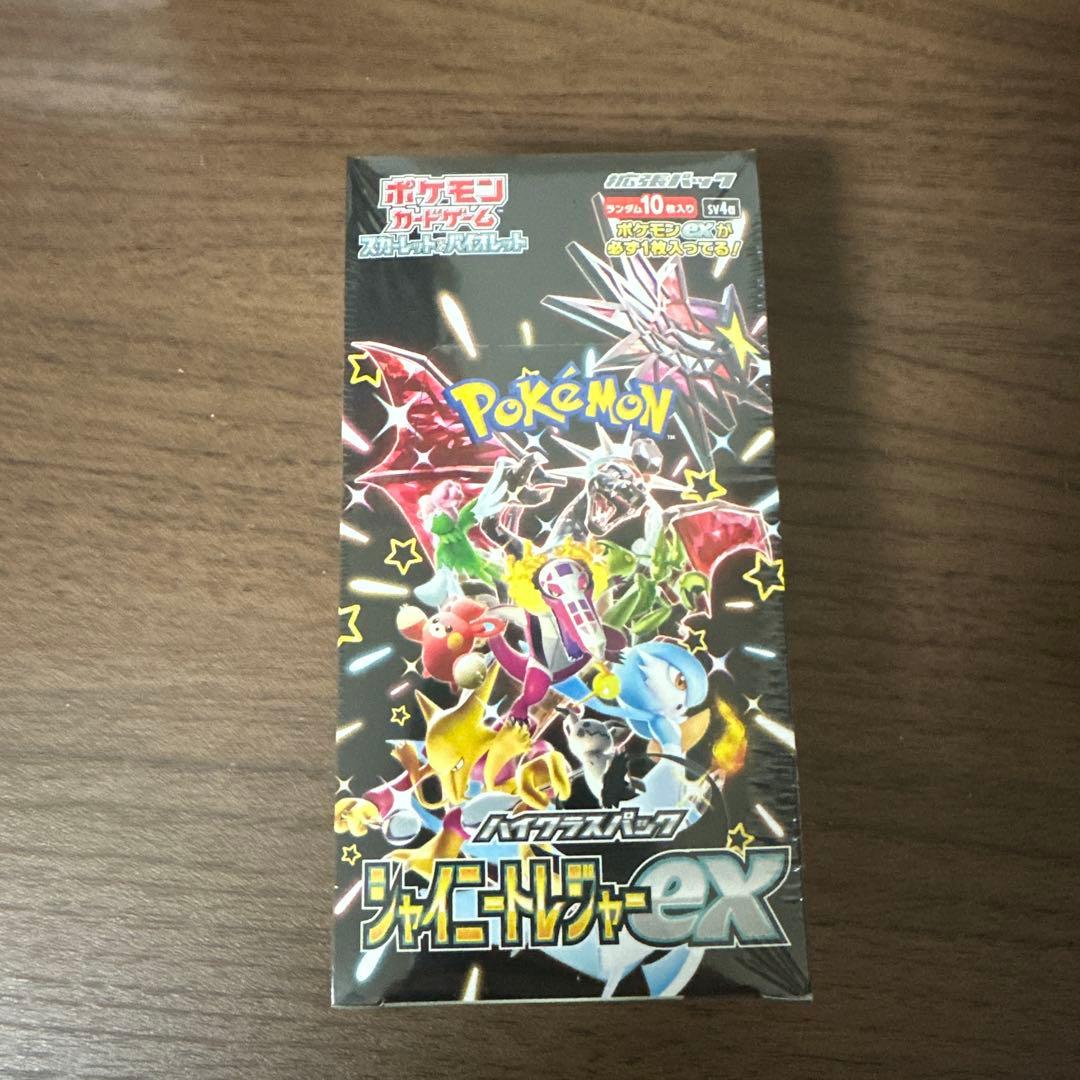 ポケモン
カードゲーム
スカーレット&バイオレット
拡張パック
ランダム10枚入り SV4a
ポケモンexが
必ず1枚入ってる!
POKéMON
TM
ハイクラスパック
シャイニートレジャーex